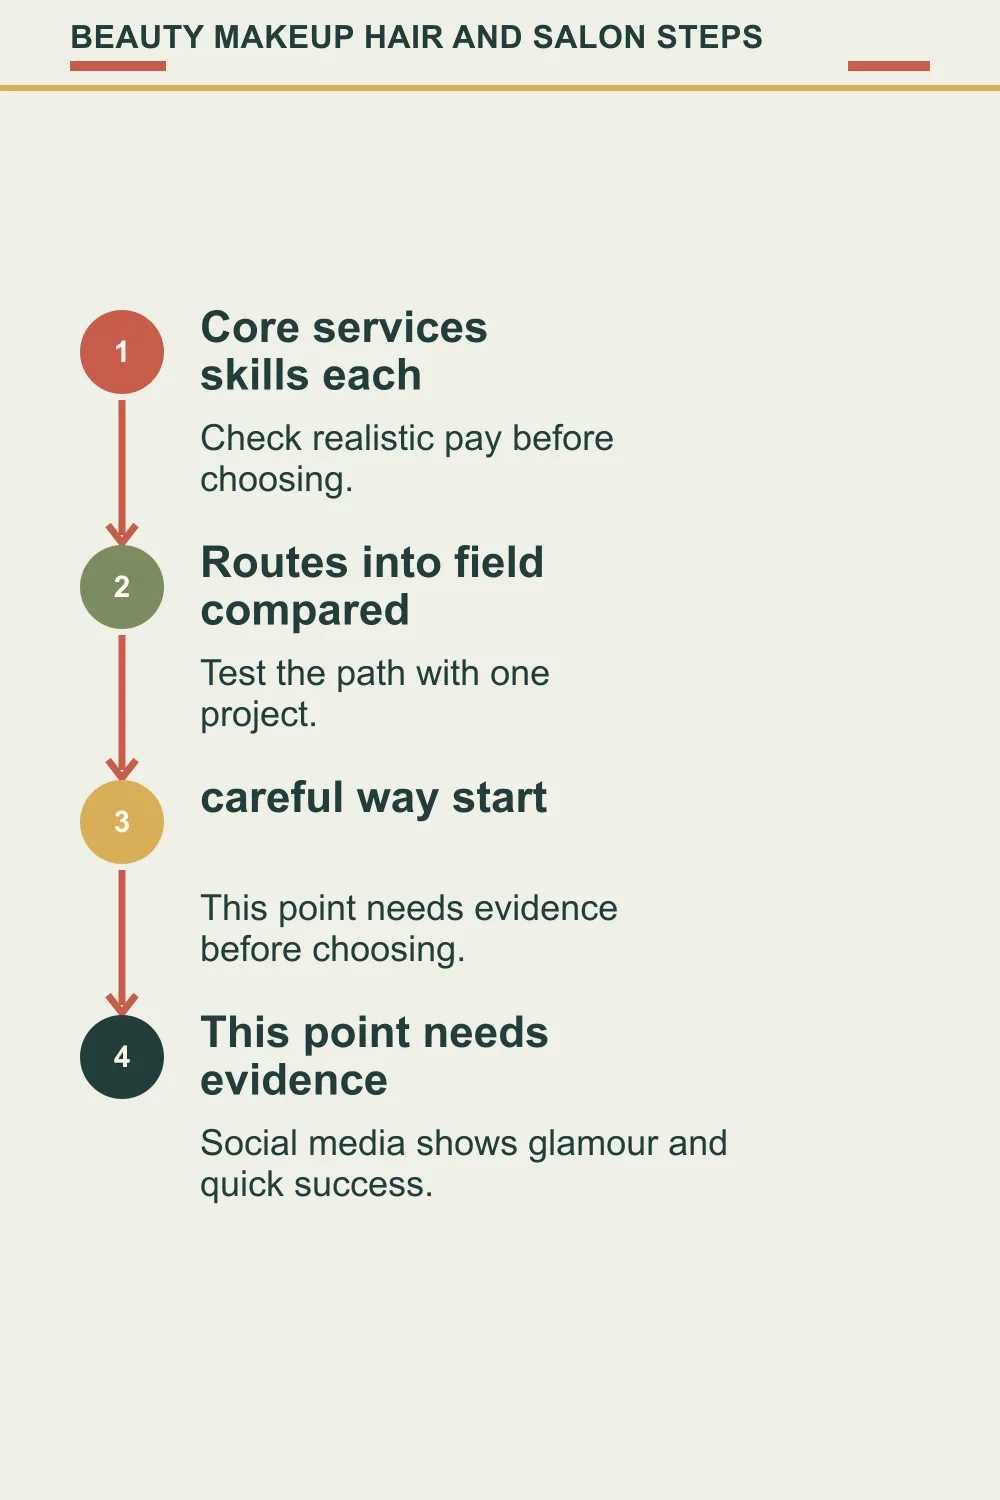 BEAUTY MAKEUP HAIR AND SALON STEPS
1
Core services
skills each
Check realistic pay before
choosing.
2
Routes into field
compared
Test the path with one
project.
3
careful way start
This point needs evidence
before choosing.
4
This point needs
evidence
Social media shows glamour and
quick success.